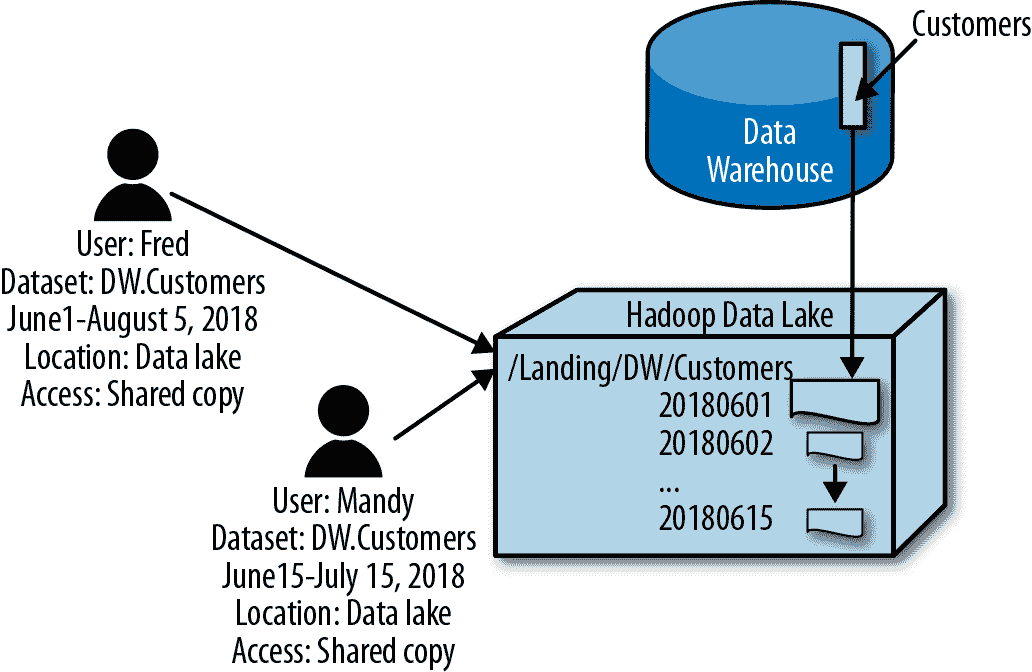 Customers
Data
Warehouse
User: Fred
Dataset: DW.Customers
June1-August 5, 2018
Location: Data lake
Access: Shared copy
Hadoop Data Lake
/Landing/DW/Customers
20180601
20180602
...
20180615
User: Mandy
Dataset: DW.Customers
June15-July 15, 2018
Location: Data lake
Access: Shared copy